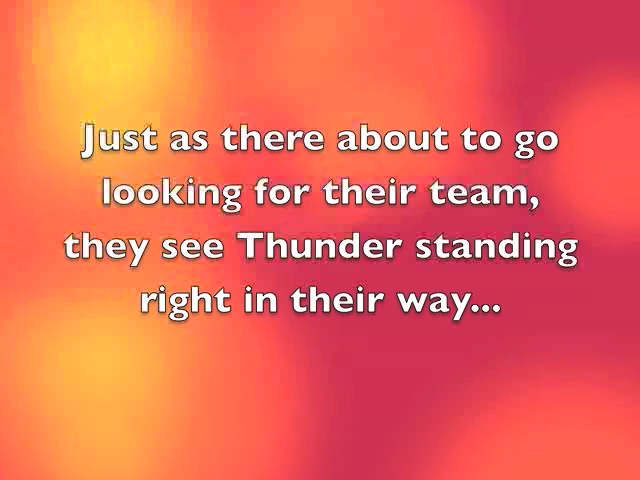 Just as there about to go
looking for their team,
they see Thunder standing
right in their way...